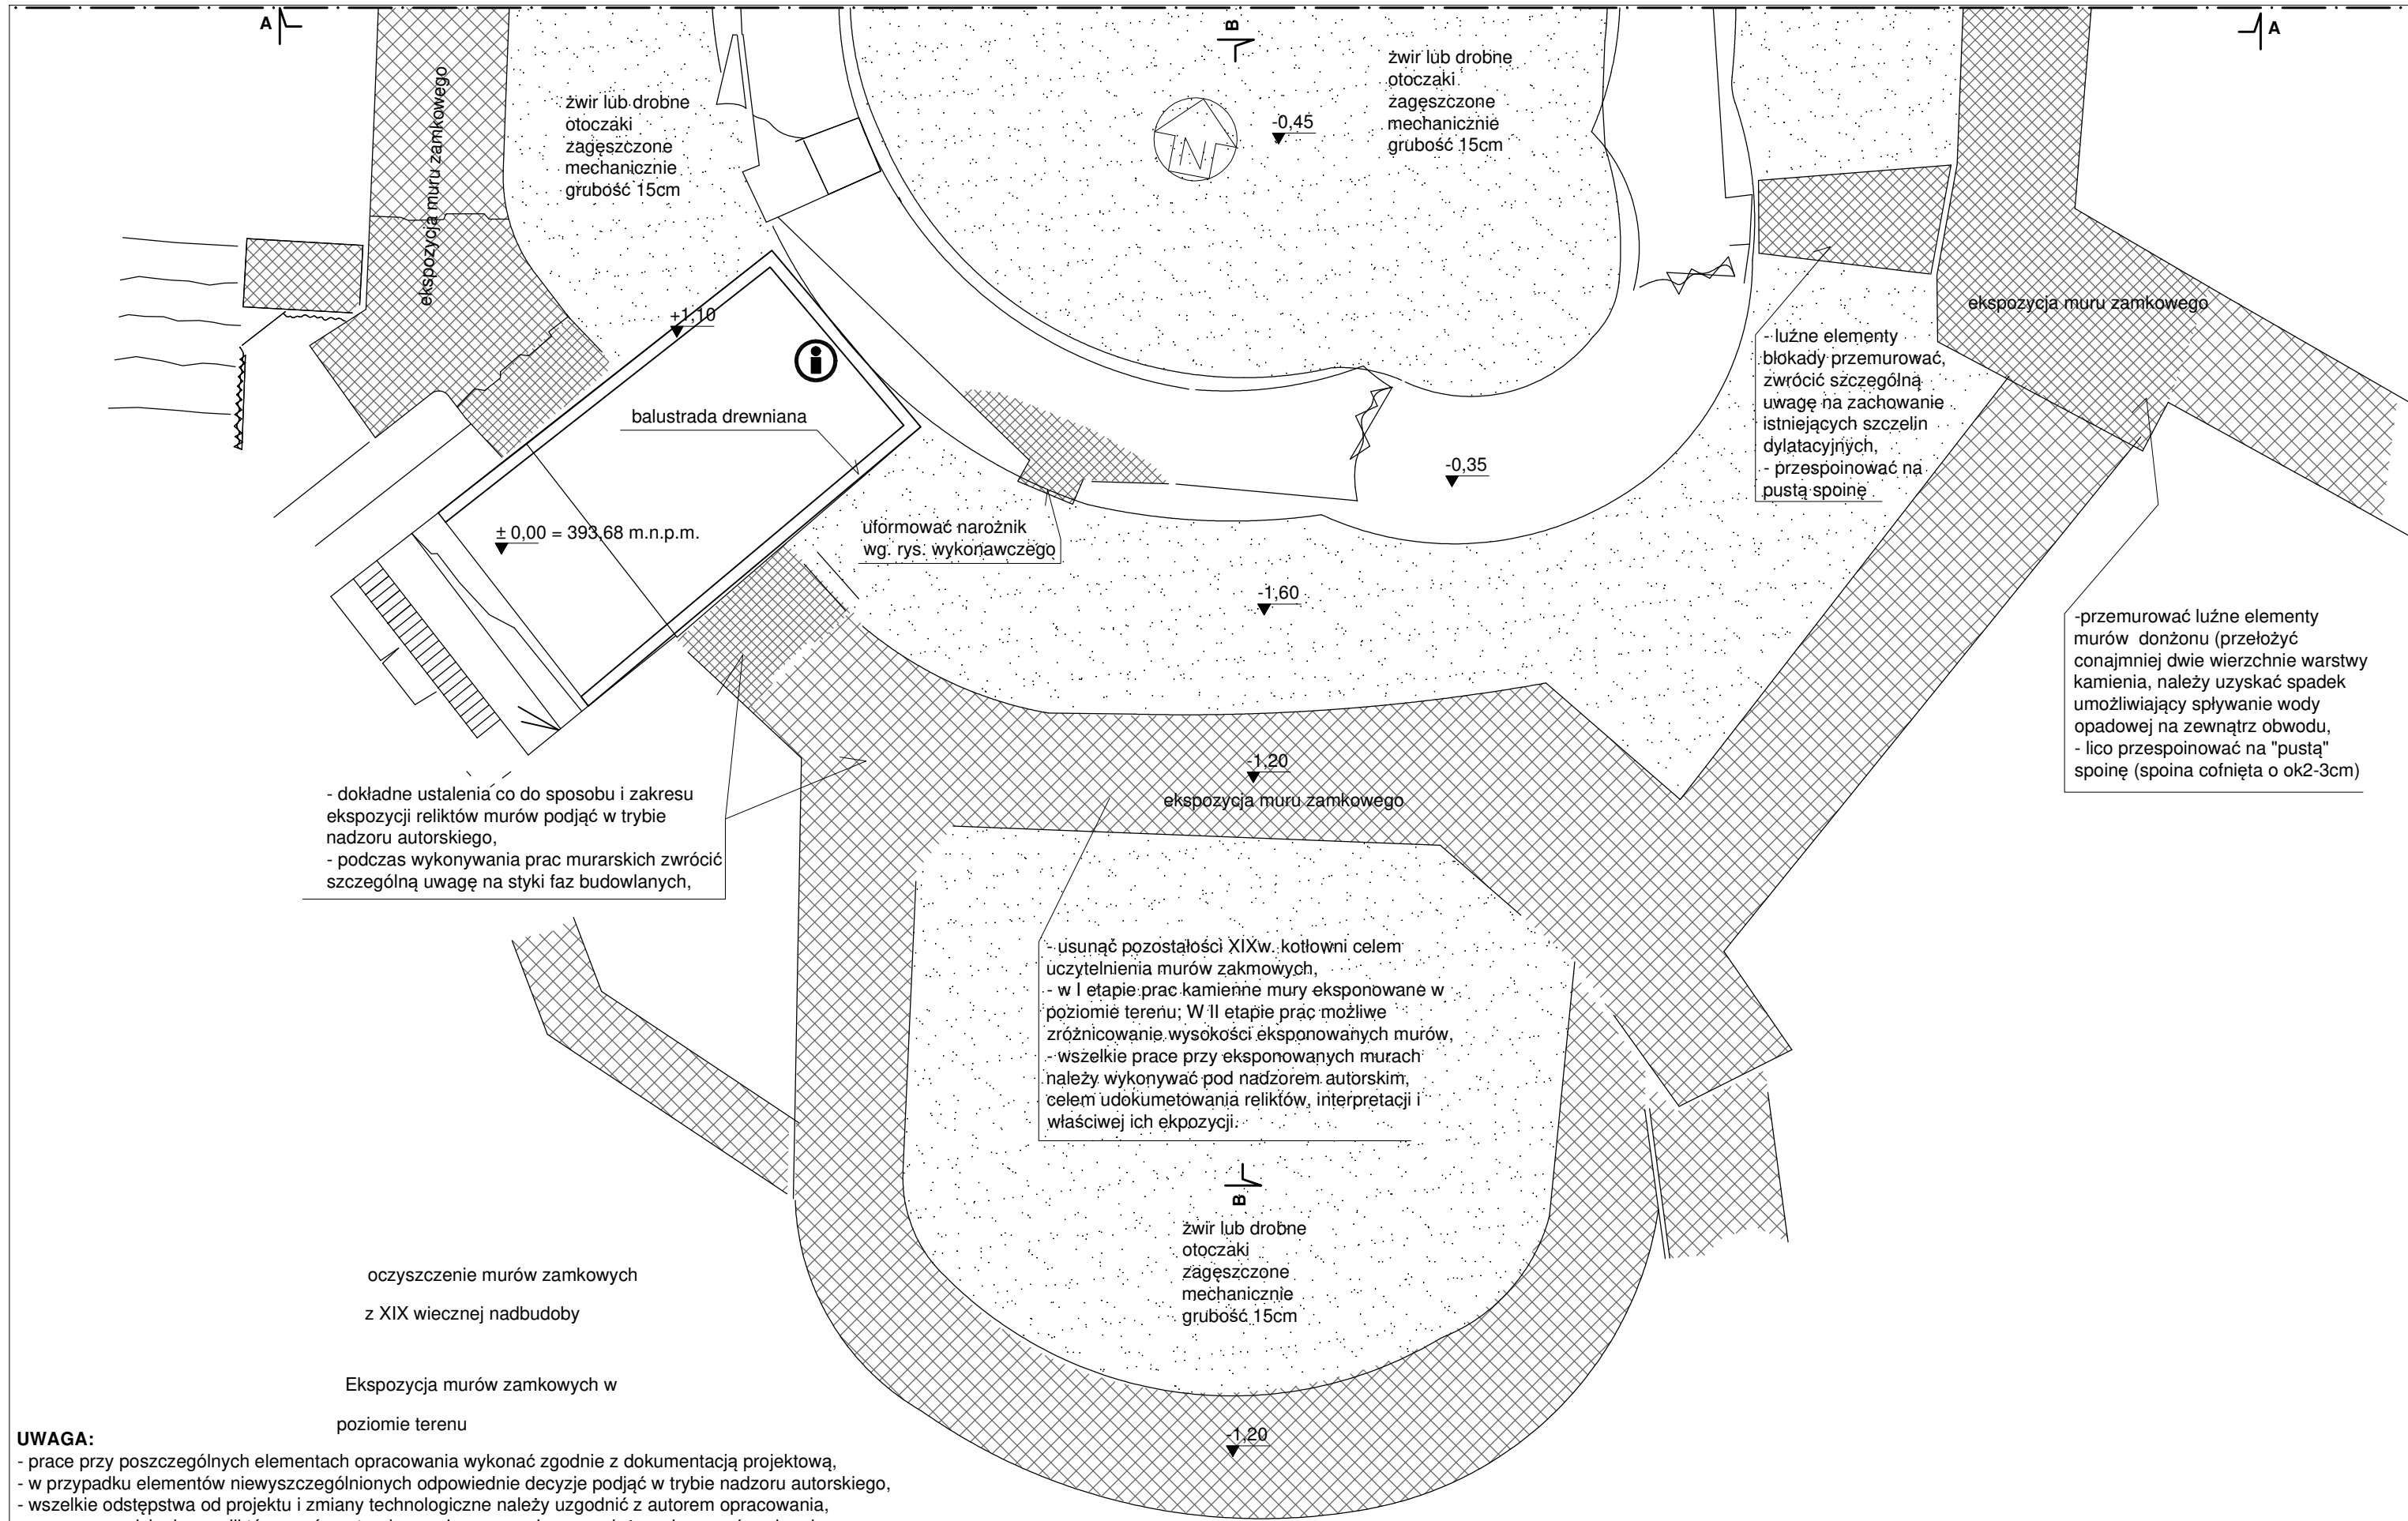 A
B
A
ekspozycja muru zamkowego
żwir lub drobne
otoczaki
zagęszczone
mechanicznie
grubość 15cm
N
-0,45
żwir lub drobne
otoczaki
zagęszczone
mechanicznie
grubość 15cm
ekspozycja muru zamkowego
+1,10
balustrada drewniana
± 0,00 = 393,68 m.n.p.m.
uformować narożnik
wg. rys. wykonawczego
-0,35
-1,60
- luźne elementy
blokady przemurować,
zwrócić szczególną
uwagę na zachowanie
istniejących szczelin
dylatacyjnych,
- przespoinować na
pustą spoinę
-przemurować luźne elementy
murów donżonu (przełożyć
conajmniej dwie wierzchnie warstwy
kamienia, należy uzyskać spadek
umożliwiający spływanie wody
opadowej na zewnątrz obwodu,
- lico przespoinować na "pustą"
spoinę (spoina cofnięta o ok2-3cm)
-1,20
ekspozycja muru zamkowego
- dokładne ustalenia co do sposobu i zakresu
ekspozycji reliktów murów podjąć w trybie
nadzoru autorskiego,
- podczas wykonywania prac murarskich zwrócić
szczególną uwagę na styki faz budowlanych,
- usunąć pozostałości XIXw. kotłowni celem
uczytelnienia murów zakmowych,
- w I etapie prac kamienne mury eksponowane w
poziomie terenu; W II etapie prac możliwe
zróżnicowanie wysokości eksponowanych murów,
- wszelkie prace przy eksponowanych murach
należy wykonywać pod nadzorem autorskim,
celem udokumetowania reliktów, interpretacji i
właściwej ich ekpozycji.
B
żwir lub drobne
otoczaki
zagęszczone
mechanicznie
grubość 15cm
-1,20
oczyszczenie murów zamkowych
z XIX wiecznej nadbudoby
Ekspozycja murów zamkowych w
poziomie terenu
UWAGA:
- prace przy poszczególnych elementach opracowania wykonać zgodnie z dokumentacją projektową,
- w przypadku elementów niewyszczególnionych odpowiednie decyzje podjąć w trybie nadzoru autorskiego,
- wszelkie odstępstwa od projektu i zmiany technologiczne należy uzgodnić z autorem opracowania,